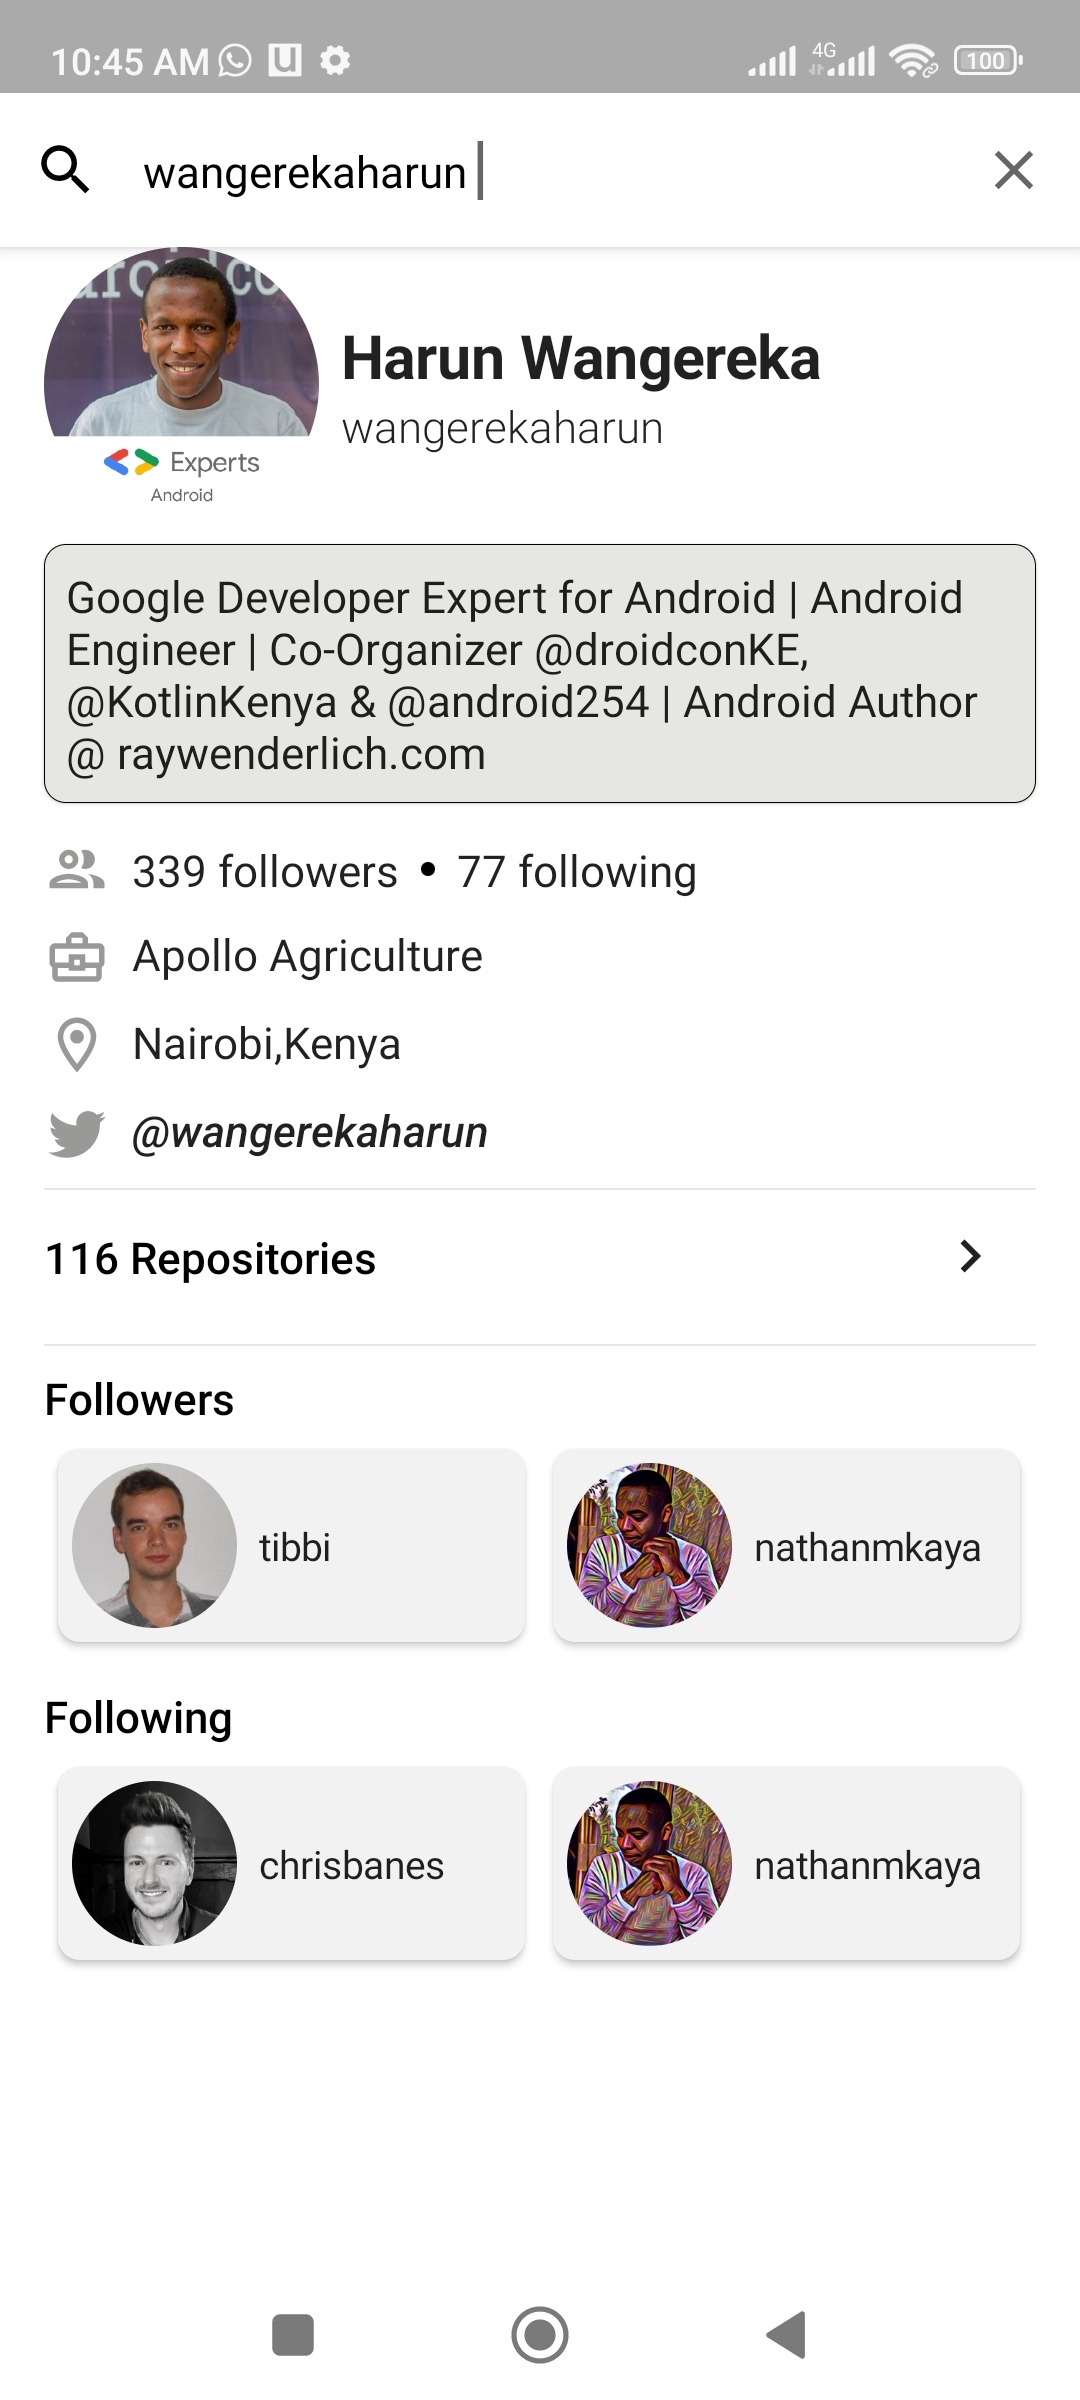 10:45 AM 4G 100
wangerekaharun
droidco
Harun Wangereka
wangerekaharun
Experts
Android
Google Developer Expert for Android | Android
Engineer | Co-Organizer @droidconKE,
@KotlinKenya & @android254 | Android Author
@ raywenderlich.com
339 followers • 77 following
Apollo Agriculture
Nairobi,Kenya
@wangerekaharun
116 Repositories
Followers
tibbi nathanmkaya
Following
chrisbanes nathanmkaya